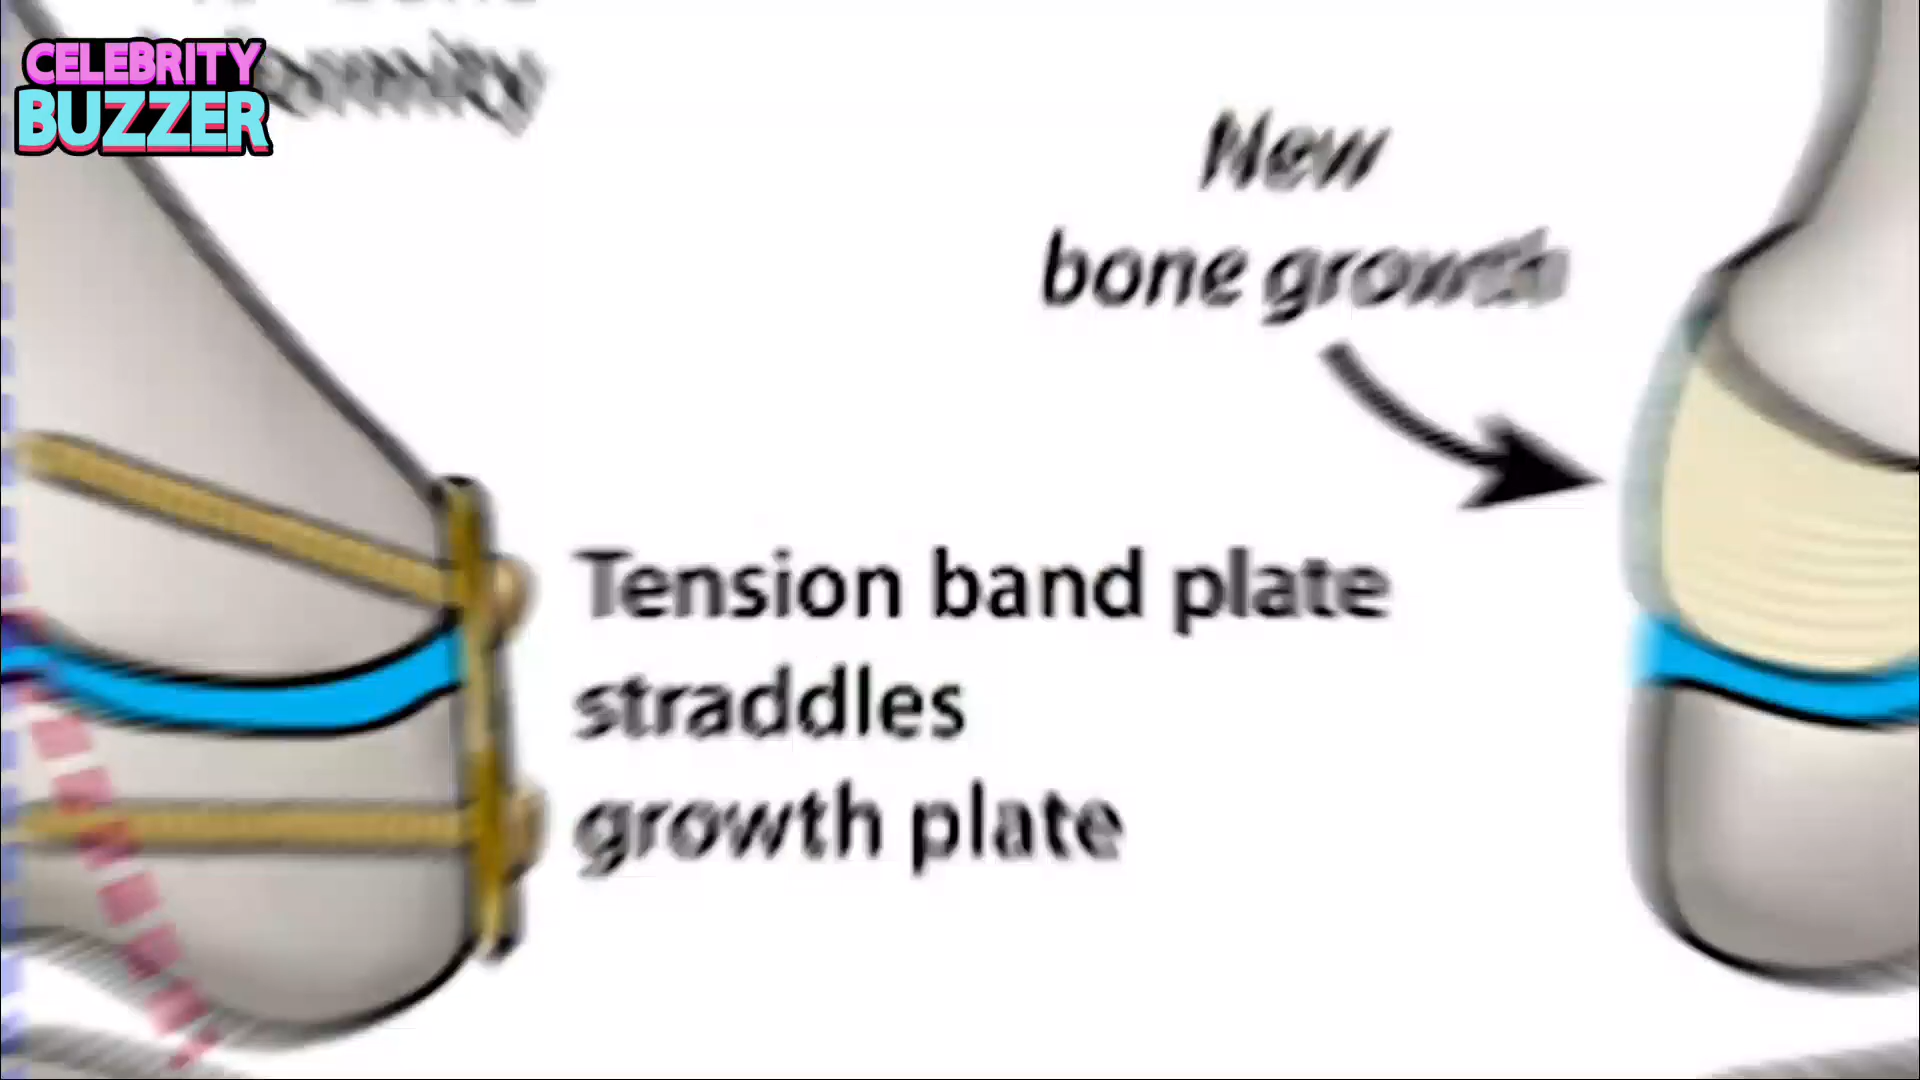 CELEBRITY
BUZZER
New
bone growth
Tension band plate
straddles
growth plate